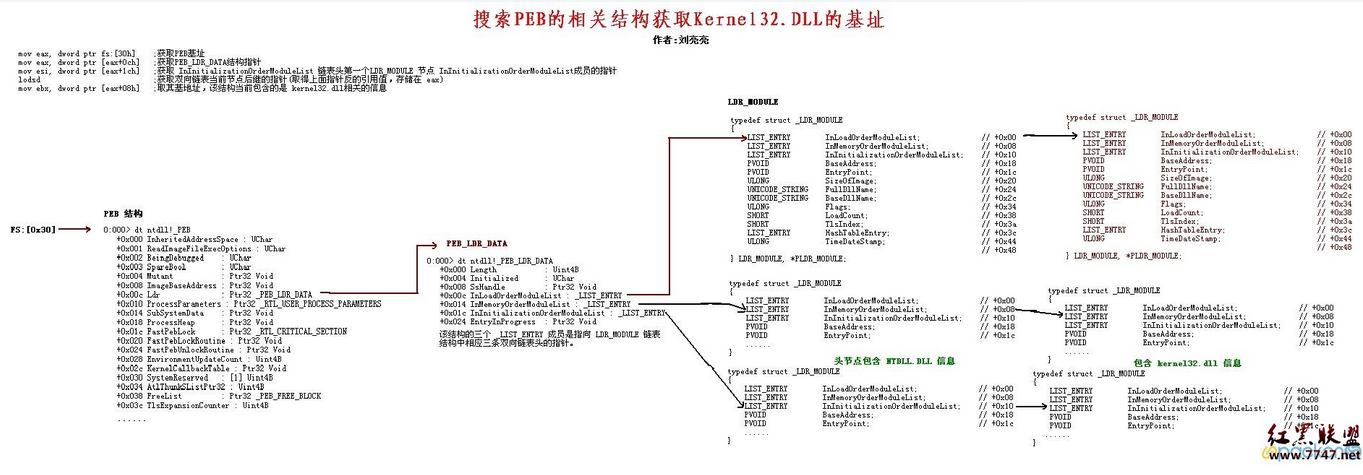 搜索PEB的相关结构获取Kernel32.DLL的基址
作者:刘亮亮
mov eax, dword ptr fs:[30h] ;获取PEB基址
mov eax, dword ptr [eax+0ch] ;获取PEB_LDR_DATA结构指针
mov esi, dword ptr [eax+1ch] ;获取 InInitializationOrderModuleList 链表头第一个LDR_MODULE 节点 InInitializationOrderModuleList成员的指针
lodsd ;获取双向链表当前节点后继的指针(取得上面指针反的引用值,存储在 eax)
mov ebx, dword ptr [eax+08h] ;取其基地址,该结构当前包含的是 kernel32.dll相关的信息
FS:[0x30]
PEB 结构
0:000> dt ntdll!_PEB
+0x000 InheritedAddressSpace : UChar
+0x001 ReadImageFileExecOptions : UChar
+0x002 BeingDebugged : UChar
+0x003 SpareBool : UChar
+0x004 Mutant : Ptr32 Void
+0x008 ImageBaseAddress : Ptr32 Void
+0x00c Ldr : Ptr32 _PEB_LDR_DATA
+0x010 ProcessParameters : Ptr32 _RTL_USER_PROCESS_PARAMETERS
+0x014 SubSystemData : Ptr32 Void
+0x018 ProcessHeap : Ptr32 Void
+0x01c FastPebLock : Ptr32 _RTL_CRITICAL_SECTION
+0x020 FastPebLockRoutine : Ptr32 Void
+0x024 FastPebUnlockRoutine : Ptr32 Void
+0x028 EnvironmentUpdateCount : Uint4B
+0x02c KernelCallbackTable : Ptr32 Void
+0x030 SystemReserved : [1] Uint4B
+0x034 AtlThunkSListPtr32 : Uint4B
+0x038 FreeList : Ptr32 _PEB_FREE_BLOCK
+0x03c TlsExpansionCounter : Uint4B
......
PEB_LDR_DATA
0:000> dt ntdll!_PEB_LDR_DATA
+0x000 Length : Uint4B
+0x004 Initialized : UChar
+0x008 SsHandle : Ptr32 Void
+0x00c InLoadOrderModuleList : _LIST_ENTRY
+0x014 InMemoryOrderModuleList : _LIST_ENTRY
+0x01c InInitializationOrderModuleList : _LIST_ENTRY
+0x024 EntryInProgress : Ptr32 Void
该结构的三个 _LIST_ENTRY 成员是指向 LDR_MODULE 链表
结构中相应三条双向链表头的指针。
LDR_MODULE
typedef struct _LDR_MODULE
{
LIST_ENTRY InLoadOrderModuleList; // +0x00
LIST_ENTRY InMemoryOrderModuleList; // +0x08
LIST_ENTRY InInitializationOrderModuleList; // +0x10
PVOID BaseAddress; // +0x18
PVOID EntryPoint; // +0x1c
ULONG SizeOfImage; // +0x20
UNICODE_STRING FullDllName; // +0x24
UNICODE_STRING BaseDllName; // +0x2c
ULONG Flags; // +0x34
SHORT LoadCount; // +0x38
SHORT TlsIndex; // +0x3a
LIST_ENTRY HashTableEntry; // +0x3c
ULONG TimeDateStamp; // +0x44
// +0x48
} LDR_MODULE, *PLDR_MODULE;
typedef struct _LDR_MODULE
{
LIST_ENTRY InLoadOrderModuleList; // +0x00
LIST_ENTRY InMemoryOrderModuleList; // +0x08
LIST_ENTRY InInitializationOrderModuleList; // +0x10
PVOID BaseAddress; // +0x18
PVOID EntryPoint; // +0x1c
ULONG SizeOfImage; // +0x20
UNICODE_STRING FullDllName; // +0x24
UNICODE_STRING BaseDllName; // +0x2c
ULONG Flags; // +0x34
SHORT LoadCount; // +0x38
SHORT TlsIndex; // +0x3a
LIST_ENTRY HashTableEntry; // +0x3c
ULONG TimeDateStamp; // +0x44
// +0x48
} LDR_MODULE, *PLDR_MODULE;
typedef struct _LDR_MODULE
{
LIST_ENTRY InLoadOrderModuleList; // +0x00
LIST_ENTRY InMemoryOrderModuleList; // +0x08
LIST_ENTRY InInitializationOrderModuleList; // +0x10
PVOID BaseAddress; // +0x18
PVOID EntryPoint; // +0x1c
......
}
typedef struct _LDR_MODULE
{
LIST_ENTRY InLoadOrderModuleList; // +0x00
LIST_ENTRY InMemoryOrderModuleList; // +0x08
LIST_ENTRY InInitializationOrderModuleList; // +0x10
PVOID BaseAddress; // +0x18
PVOID EntryPoint; // +0x1c
......
}
头节点包含 NTDLL.DLL 信息
typedef struct _LDR_MODULE
{
LIST_ENTRY InLoadOrderModuleList; // +0x00
LIST_ENTRY InMemoryOrderModuleList; // +0x08
LIST_ENTRY InInitializationOrderModuleList; // +0x10
PVOID BaseAddress; // +0x18
PVOID EntryPoint; // +0x1c
......
}
包含 kernel32.dll 信息
typedef struct _LDR_MODULE
{
LIST_ENTRY InLoadOrderModuleList; // +0x00
LIST_ENTRY InMemoryOrderModuleList; // +0x08
LIST_ENTRY InInitializationOrderModuleList; // +0x10
PVOID BaseAddress; // +0x18
PVOID EntryPoint; // +0x1c
......
}
红黑联盟
www.7747.net